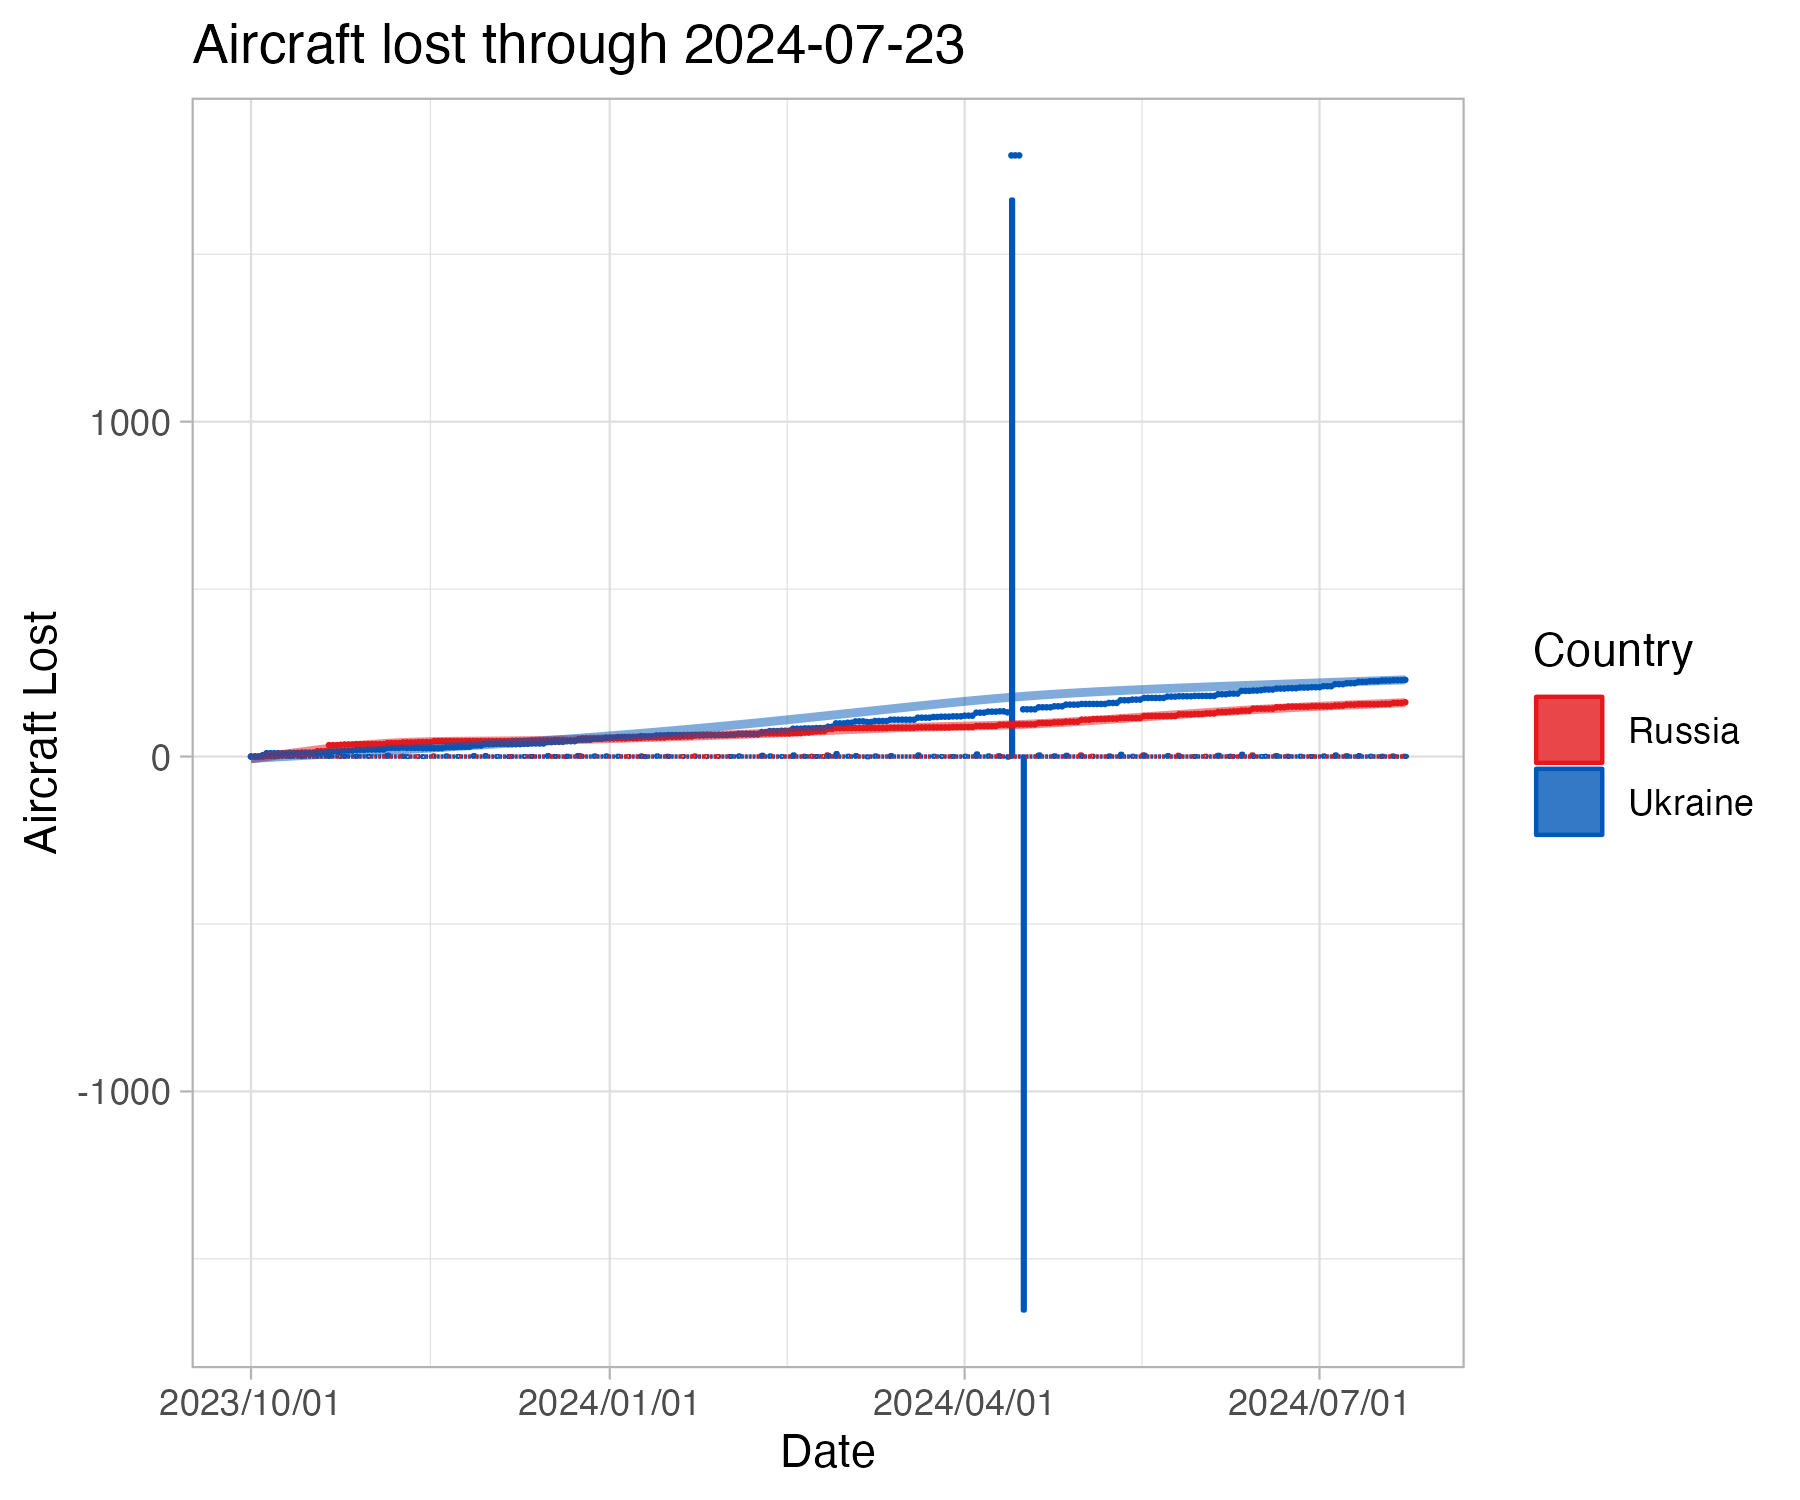 Aircraft lost through 2024-07-23
Aircraft Lost
1000
0
-1000
2023/10/01
2024/01/01
2024/04/01
2024/07/01
Date
Country
Russia
Ukraine